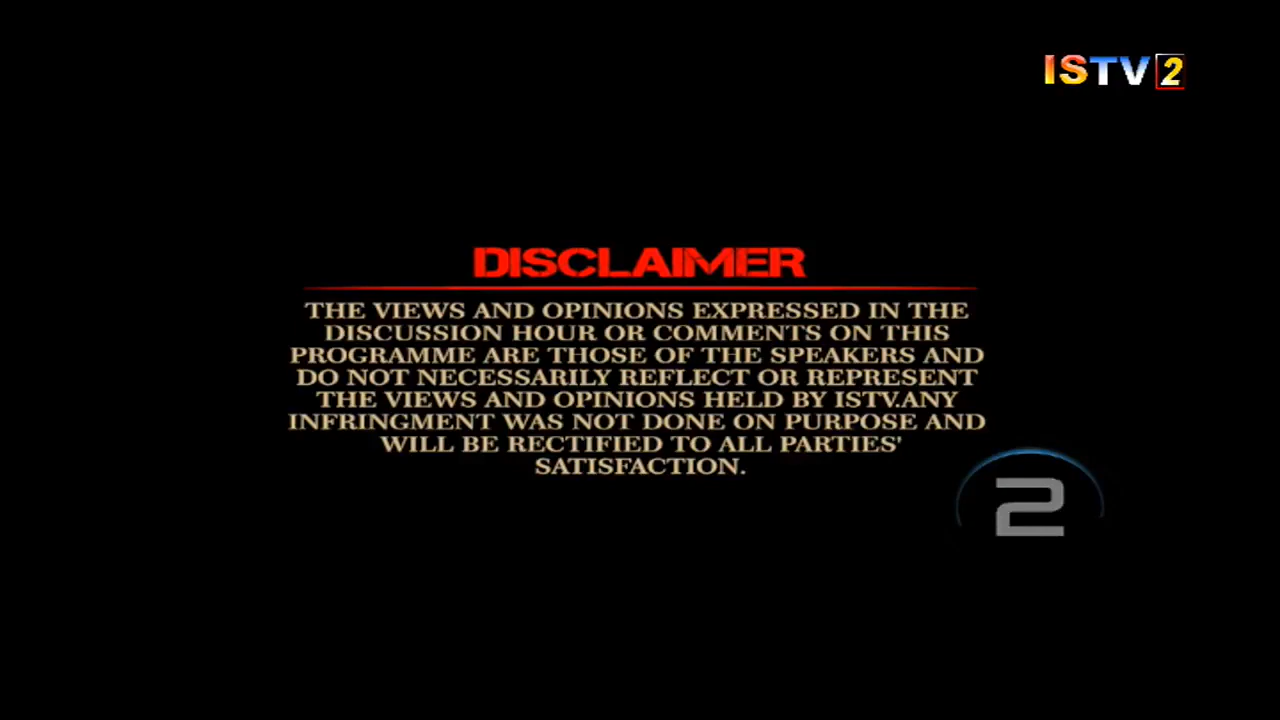 ISTV 2
DISCLAIMER
THE VIEWS AND OPINIONS EXPRESSED IN THE
DISCUSSION HOUR OR COMMENTS ON THIS
PROGRAMME ARE THOSE OF THE SPEAKERS AND
DO NOT NECESSARILY REFLECT OR REPRESENT
THE VIEWS AND OPINIONS HELD BY ISTV.ANY
INFRINGMENT WAS NOT DONE ON PURPOSE AND
WILL BE RECTIFIED TO ALL PARTIES'
SATISFACTION.
2